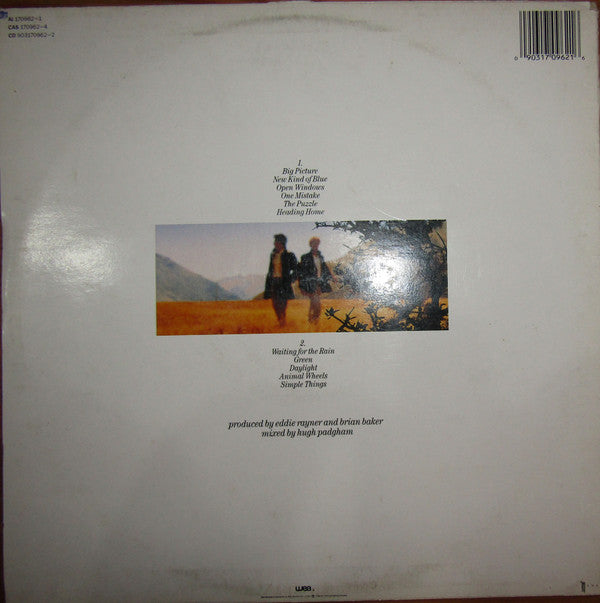 Al 170962-1
CAS 170962-4
CD 903170962-2
0 90317 09621 6
1.
Big Picture
New Kind of Blue
Open Windows
One Mistake
The Puzzle
Heading Home
2.
Waiting for the Rain
Green
Daylight
Animal Wheels
Simple Things
produced by eddie rayner and brian baker
mixed by hugh padgham
wea